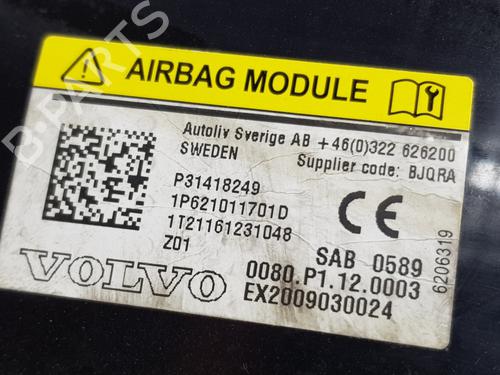 AIRBAG MODULE
Autoliv Sverige AB +46(0)322 626200
SWEDEN Supplier code: BJQRA
P31418249
1P621011701D
1T21161231048
Z01
CE
SAB 0589
0080.P1.12.0003
EX2009030024
6206319
VOLVO
B-PARTS